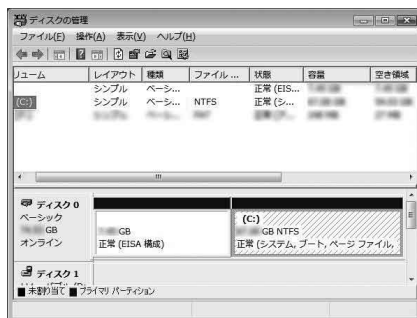 ディスクの管理
ファイル(F) 操作(A) 表示(V) ヘルプ(H)
リューム レイアウト 種類 ファイル ... 状態 容量 空き領域
シンプル ベーシ... 正常 (EIS...
(C:) シンプル ベーシ... NTFS 正常 (シ...
ディスク 0
ベーシック
GB
オンライン
GB
正常 (EISA 構成)
(C:)
GB NTFS
正常 (システム, ブート, ページ ファイル,
ディスク 1
未割り当て プライマリ パーティション